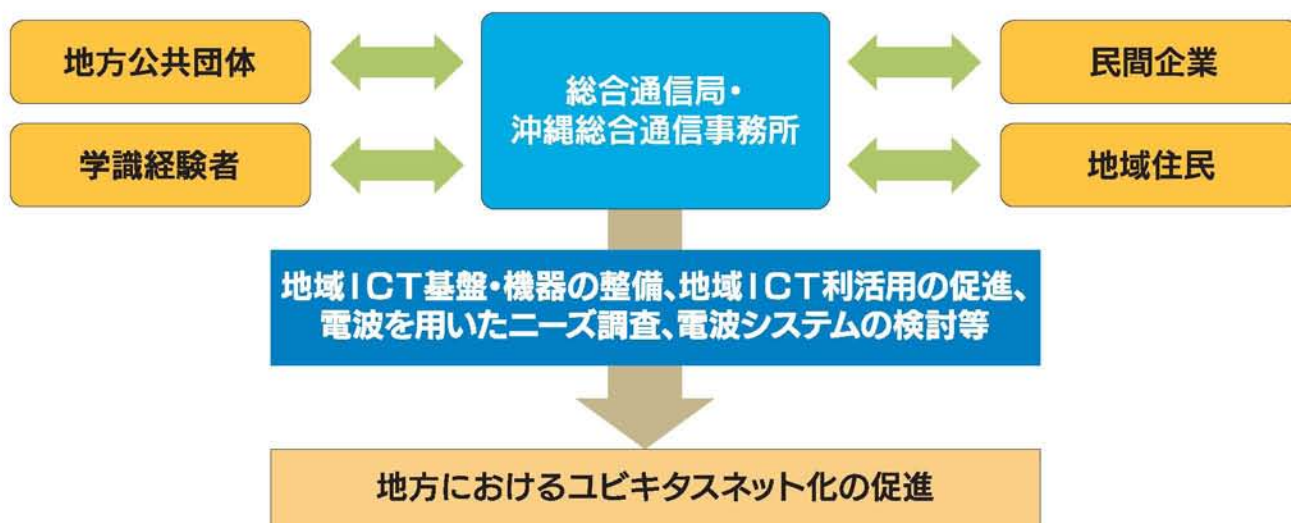 地方公共団体
学識経験者
総合通信局・
沖縄総合通信事務所
民間企業
地域住民
地域ICT基盤・機器の整備、地域ICT利活用の促進、
電波を用いたニーズ調査、電波システムの検討等
地方におけるユビキタスネット化の促進